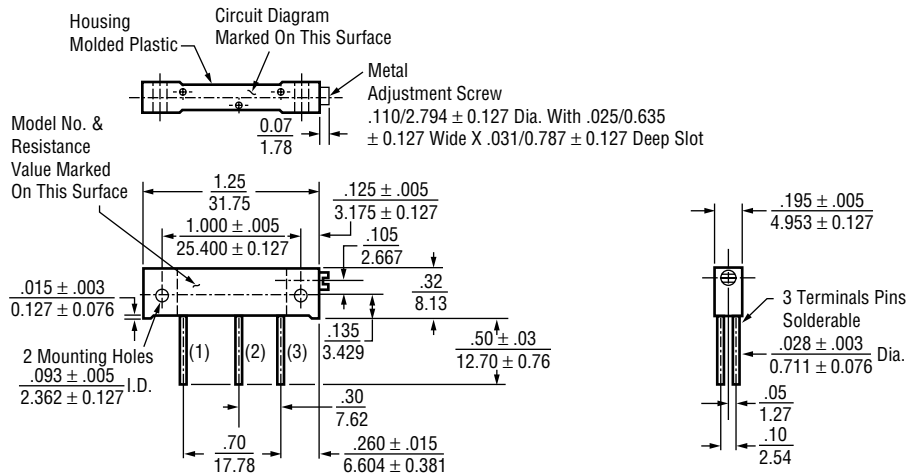 Housing
Molded Plastic
Circuit Diagram
Marked On This Surface
Metal
Adjustment Screw
.110/2.794 ± 0.127 Dia. With .025/0.635
± 0.127 Wide X .031/0.787 ± 0.127 Deep Slot
0.07
1.78
Model No. &
Resistance
Value Marked
On This Surface
1.25
31.75
.125 ± .005
3.175 ± 0.127
1.000 ± .005
25.400 ± 0.127
.105
2.667
.32
8.13
.015 ± .003
0.127 ± 0.076
.135
3.429
.50 ± .03
12.70 ± 0.76
2 Mounting Holes
.093 ± .005
2.362 ± 0.127
I.D.
(1)
(2)
(3)
.30
7.62
.70
17.78
.260 ± .015
6.604 ± 0.381
.195 ± .005
4.953 ± 0.127
3 Terminals Pins
Solderable
.028 ± .003
0.711 ± 0.076
Dia.
.05
1.27
.10
2.54